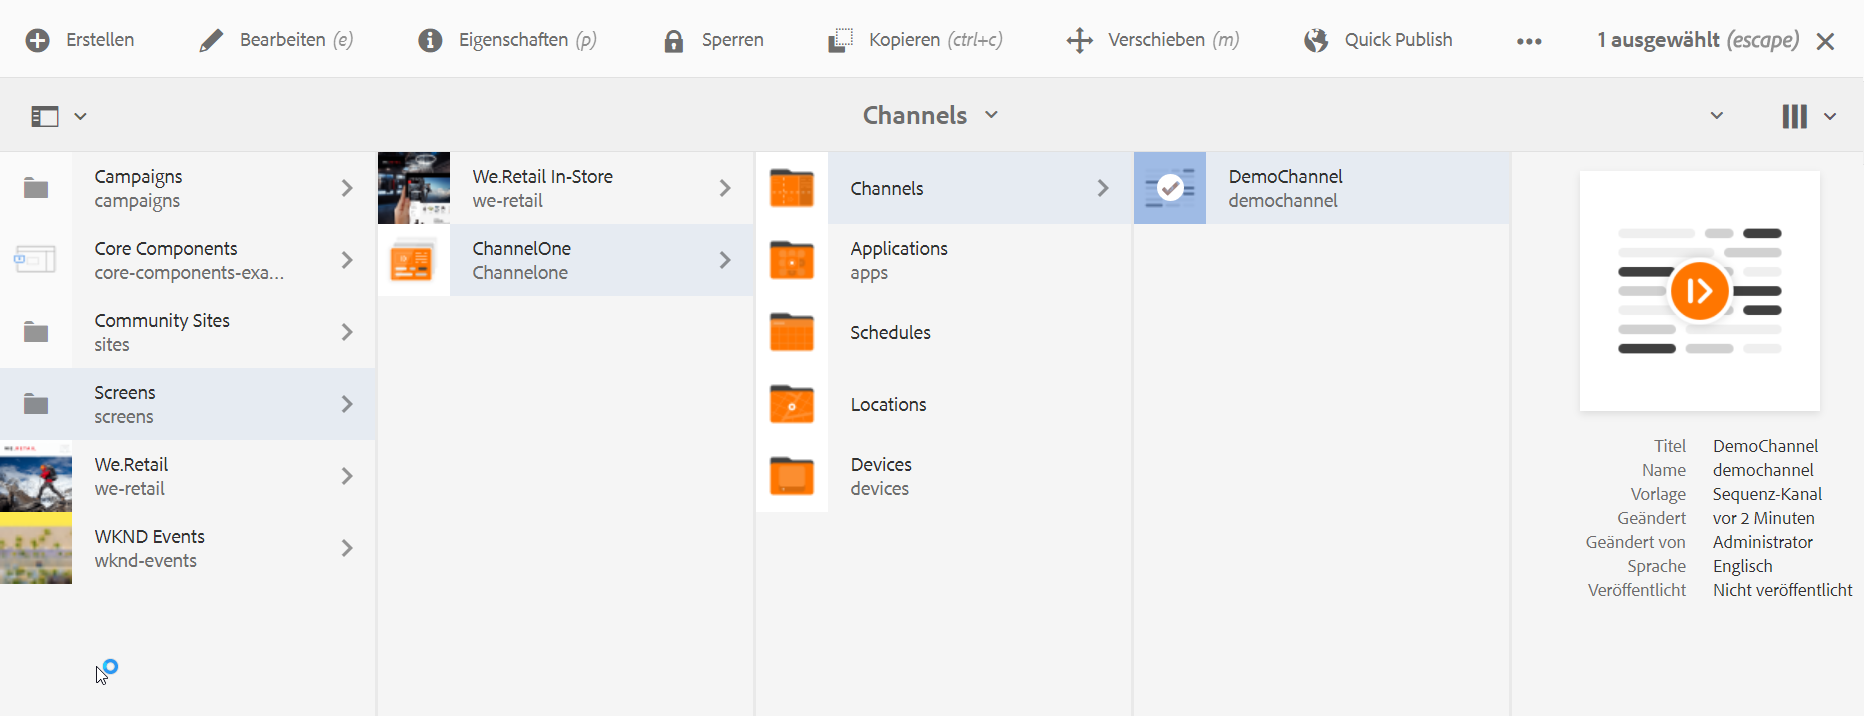 Erstellen
Bearbeiten (e)
Eigenschaften (p)
Sperren
Kopieren (ctrl+c)
Verschieben (m)
Quick Publish
1 ausgewählt (escape)
Channels
Campaigns
campaigns
Core Components
core-components-exa...
Community Sites
sites
Screens
screens
We.Retail
we-retail
WKND Events
wknd-events
We.Retail In-Store
we-retail
ChannelOne
Channelone
Channels
Applications
apps
Schedules
Locations
Devices
devices
DemoChannel
demochannel
Titel DemoChannel
Name demochannel
Vorlage Sequenz-Kanal
Geändert vor 2 Minuten
Geändert von Administrator
Sprache Englisch
Veröffentlicht Nicht veröffentlicht